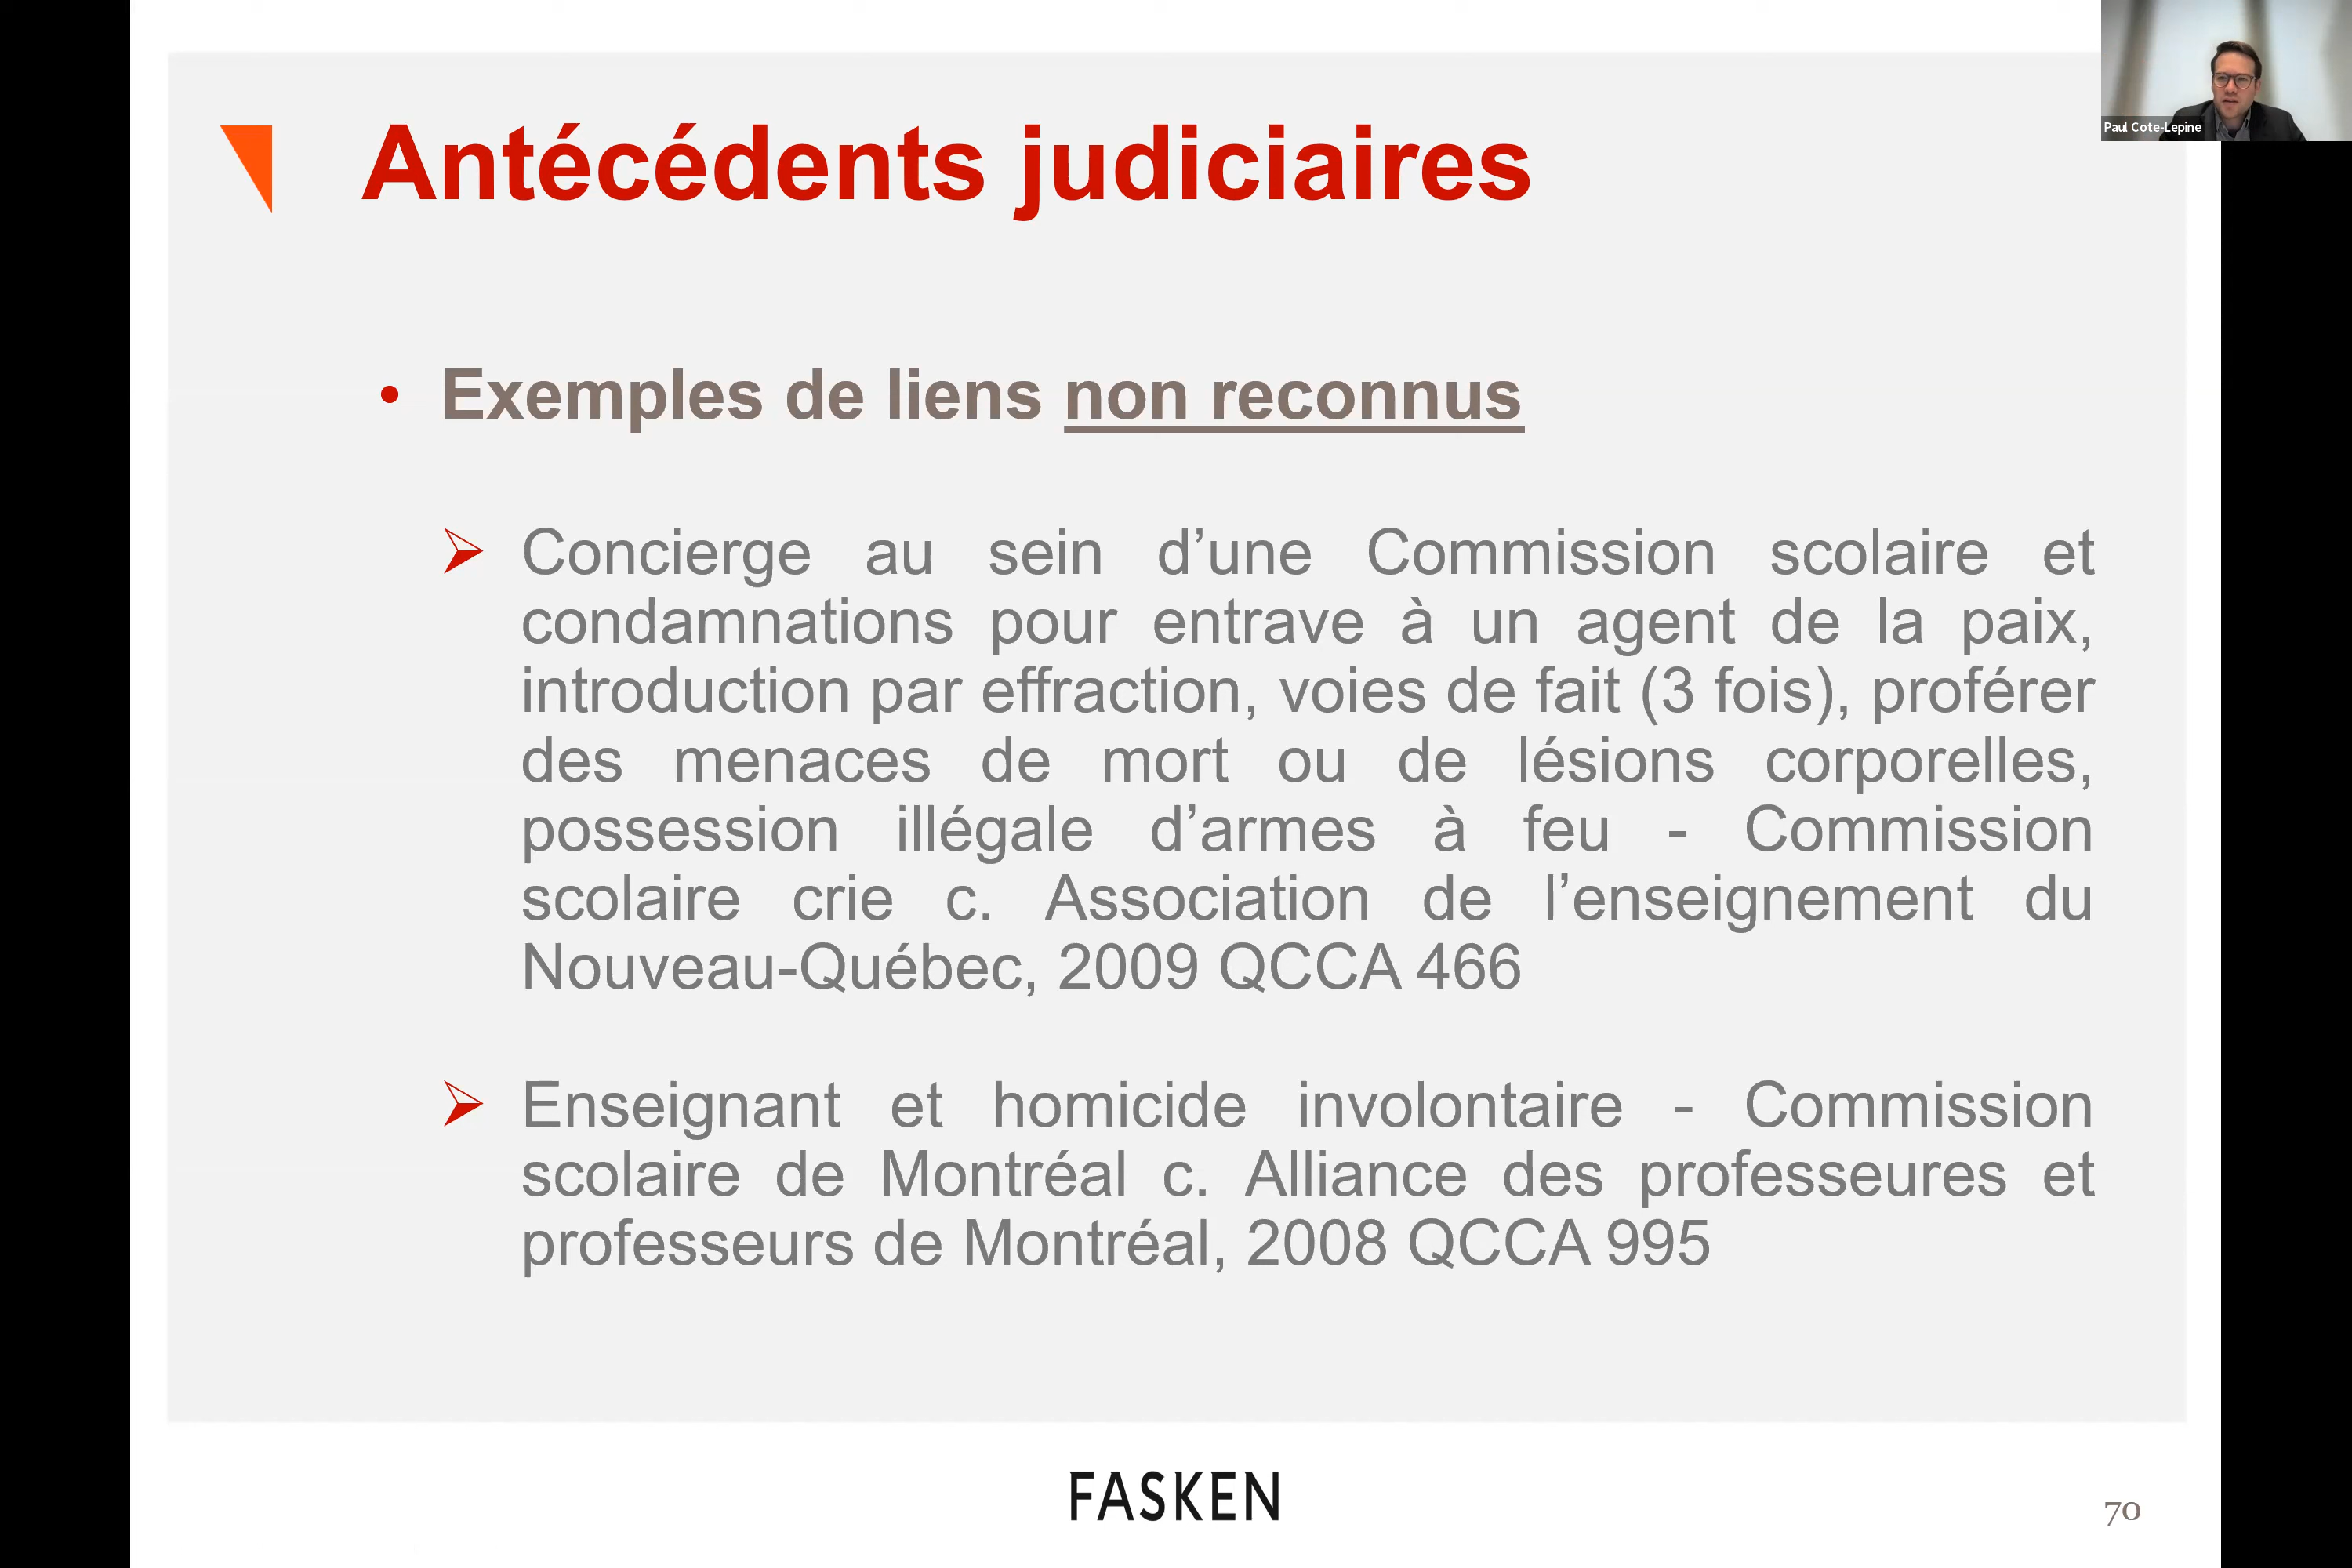 Paul Cote-Lepine
Antécédents judiciaires
• Exemples de liens non reconnus
Concierge au sein d’une Commission scolaire et
condamnations pour entrave à un agent de la paix,
introduction par effraction, voies de fait (3 fois), proférer
des menaces de mort ou de lésions corporelles,
possession illégale d’armes à feu - Commission
scolaire crie c. Association de l’enseignement du
Nouveau-Québec, 2009 QCCA 466
Enseignant et homicide involontaire - Commission
scolaire de Montréal c. Alliance des professeures et
professeurs de Montréal, 2008 QCCA 995
FASKEN
70